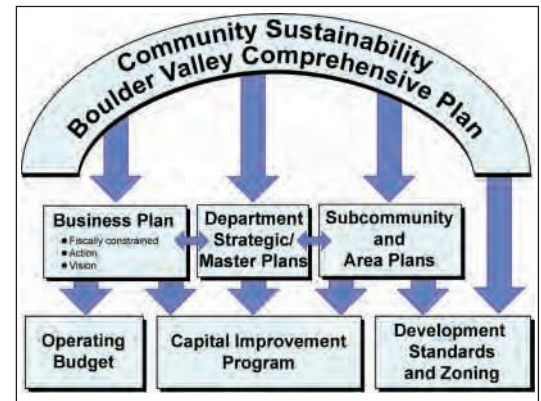 Community Sustainability
Boulder Valley Comprehensive Plan
Business Plan
• Fiscally constrained
• Action
• Vision
Department
Strategic/
Master Plans
Subcommunity
and
Area Plans
Operating
Budget
Capital Improvement
Program
Development
Standards
and Zoning